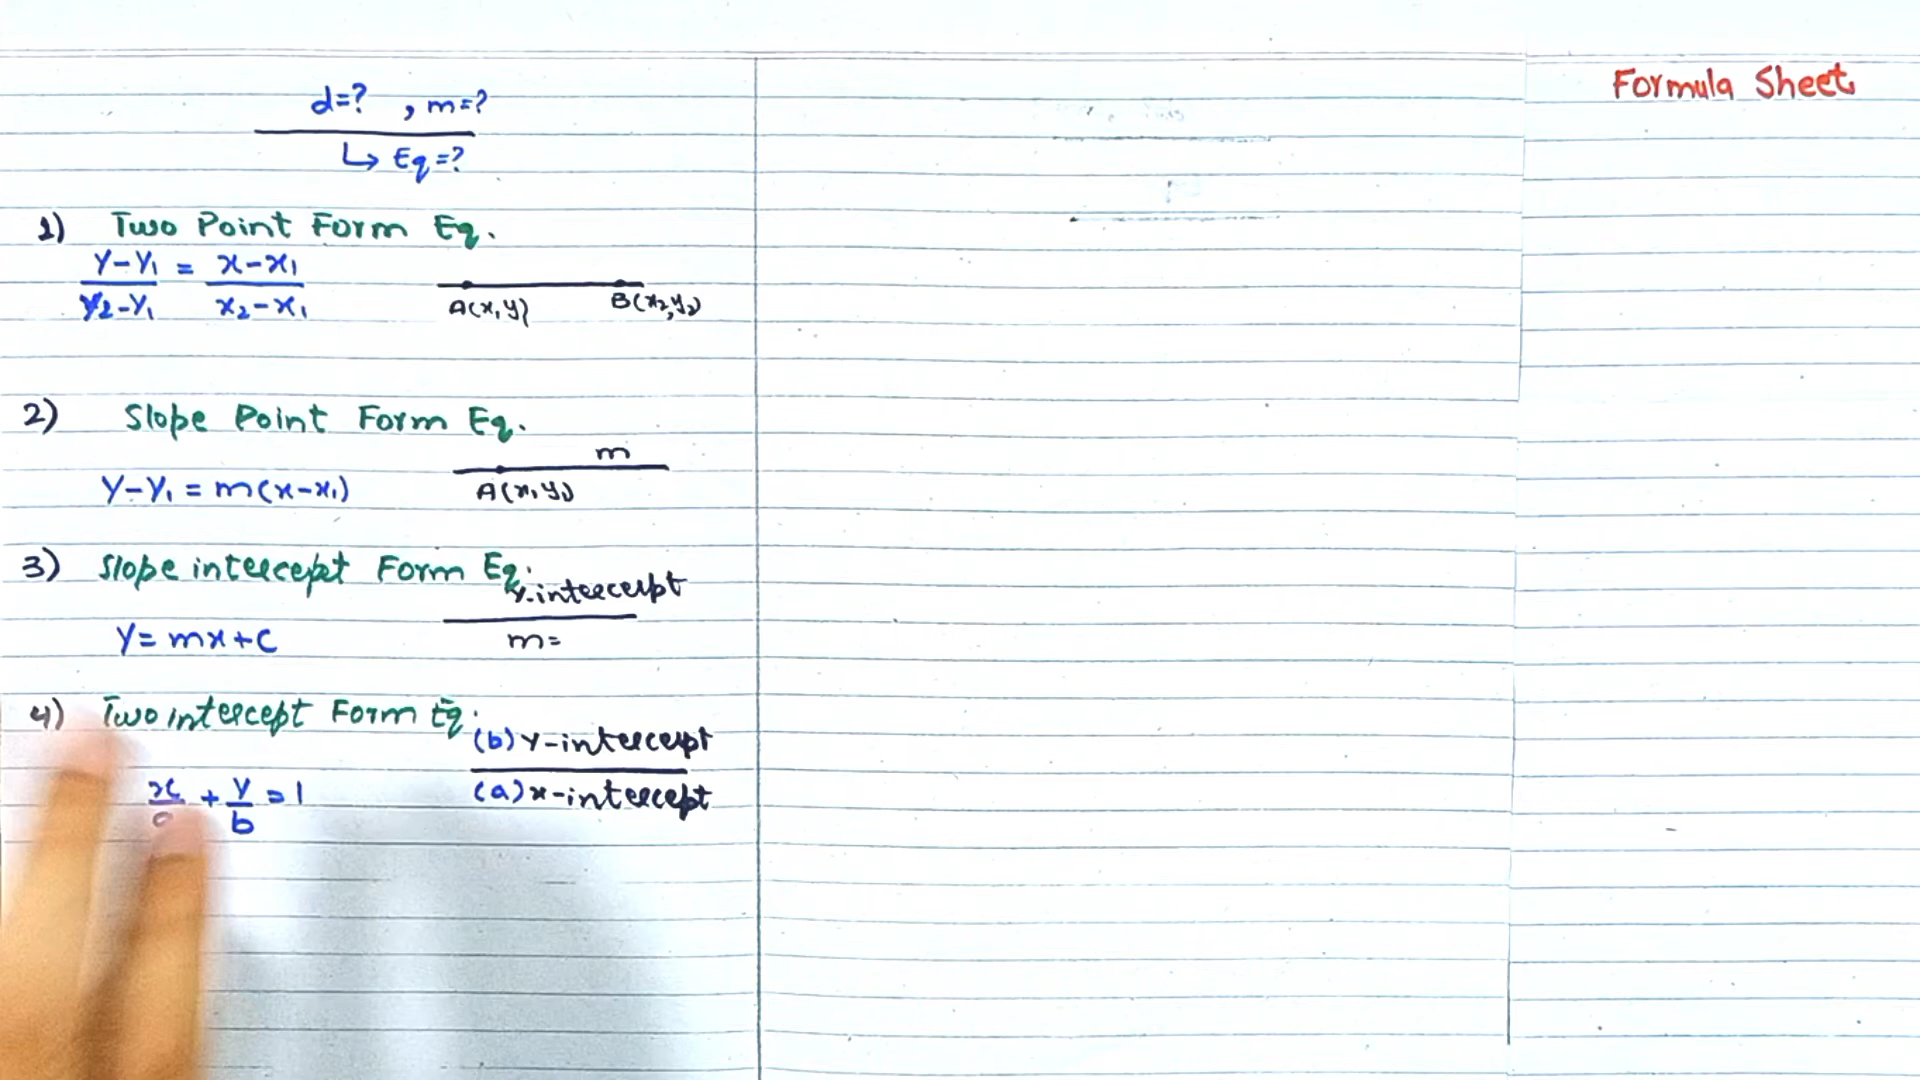 Formula Sheet
d=? , m=?
↳ Eq=?
1) Two Point Form Eq.
y-y₁ = x-x₁
y₂-y₁ x₂-x₁
A(x,y) B(x₂,y₂)
2) Slope Point Form Eq.
m
y-y₁ = m(x-x₁) A(x₁,y₁)
3) Slope intercept Form Eq.
y-intercept
y = mx+c m=
4) Two intercept Form Eq.
(b) y-intercept
x/a + y/b = 1
(a) x-intercept